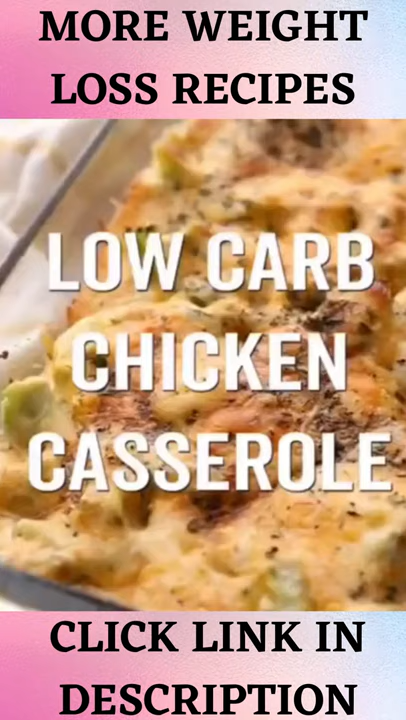 MORE WEIGHT
LOSS RECIPES
LOW CARB
CHICKEN
CASSEROLE
CLICK LINK IN
DESCRIPTION